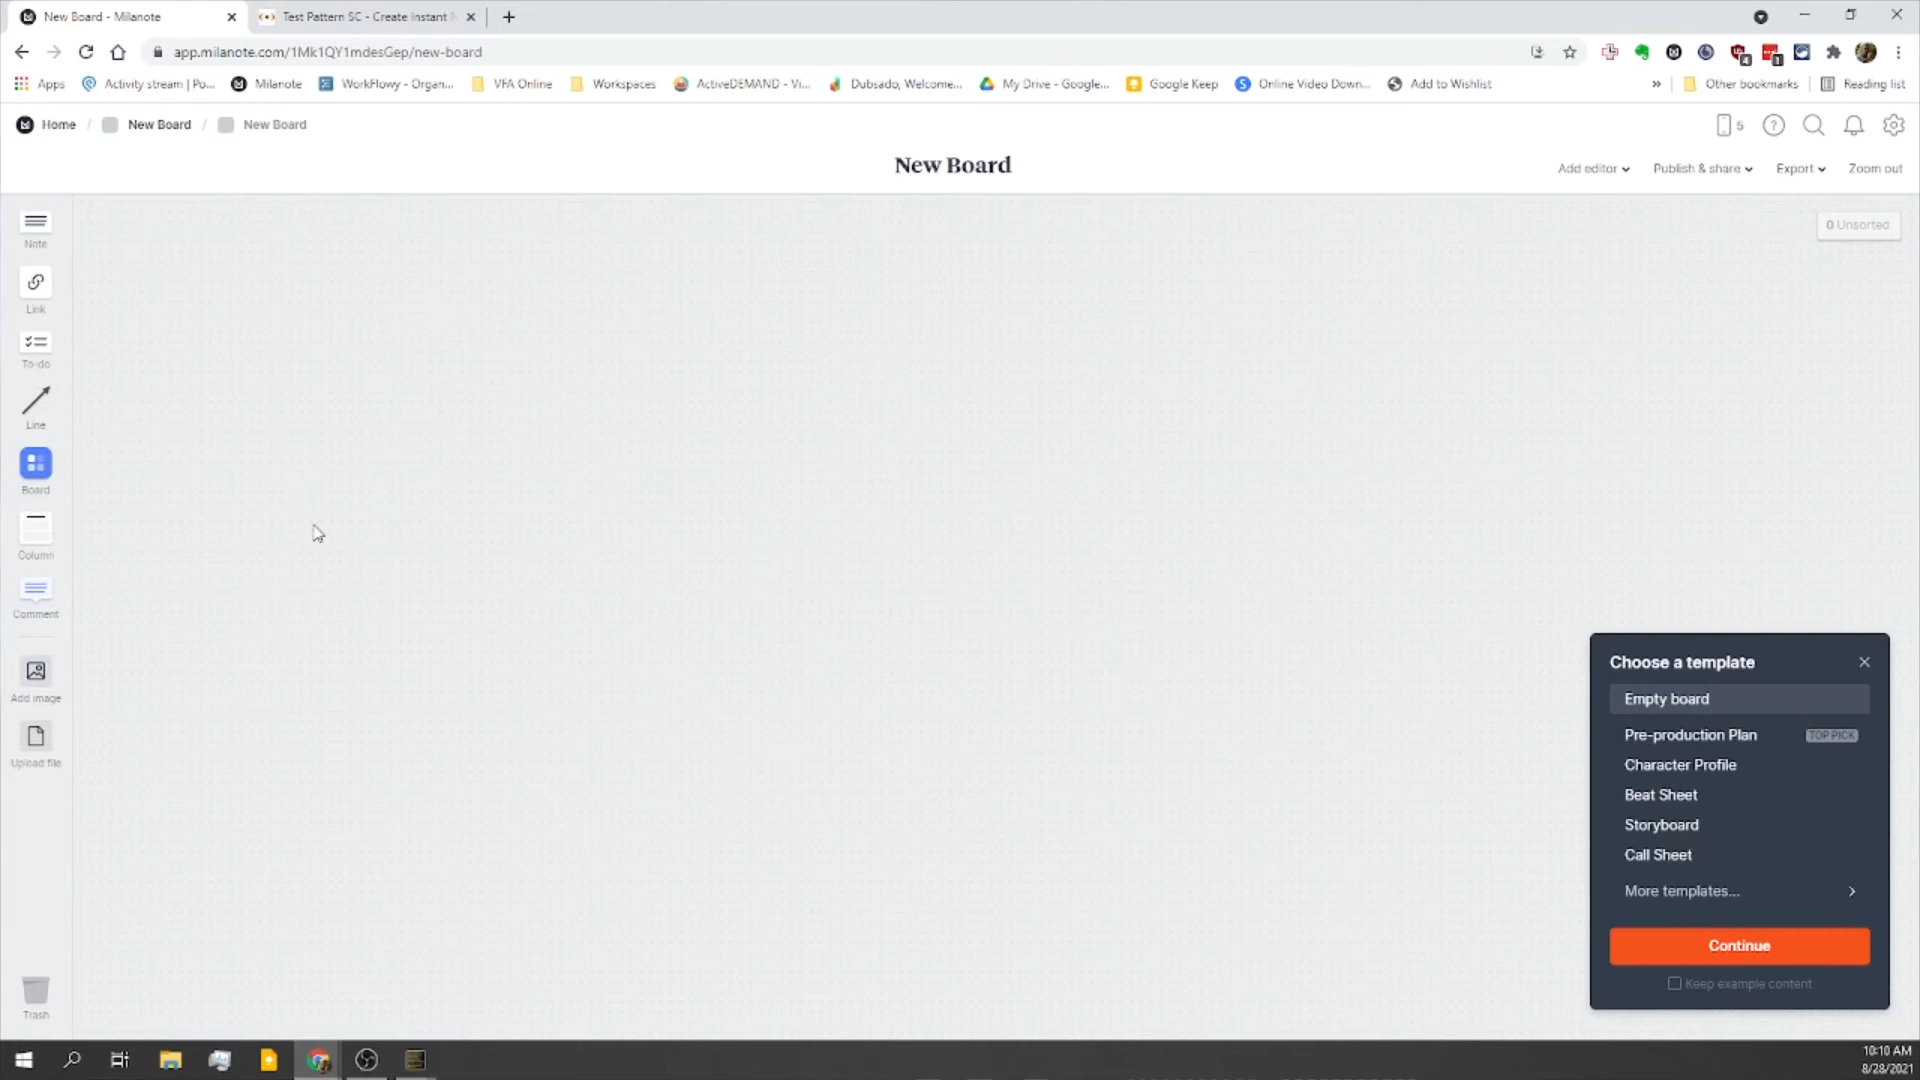 New Board - Milanote
Test Pattern SC - Create Instant
app.milanote.com/1Mk1QY1mdesGep/new-board
4
1
Apps
Activity stream | Po...
Milanote
WorkFlowy - Organ...
VFA Online
Workspaces
ActiveDEMAND - Vi...
Dubsado, Welcome...
My Drive - Google...
Google Keep
Online Video Down...
Add to Wishlist
»
Other bookmarks
Reading list
Home / New Board / New Board
5
New Board
Add editor
Publish & share
Export
Zoom out
0 Unsorted
Note
Link
To-do
Line
Board
Column
Comment
Add image
Upload file
Trash
Choose a template
Empty board
Pre-production Plan TOP PICK
Character Profile
Beat Sheet
Storyboard
Call Sheet
More templates...
Continue
Keep example content
10:10 AM
8/28/2021